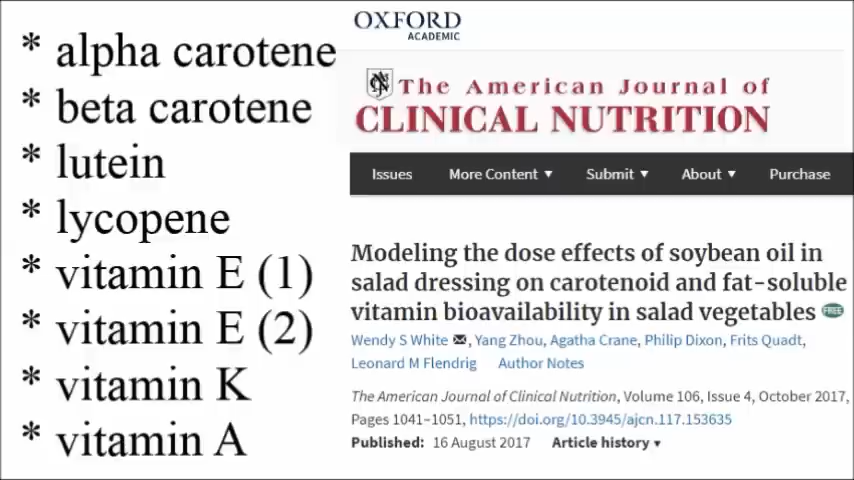 * alpha carotene
* beta carotene
* lutein
* lycopene
* vitamin E (1)
* vitamin E (2)
* vitamin K
* vitamin A
OXFORD
ACADEMIC
The American Journal of
CLINICAL NUTRITION
Issues More Content ▼ Submit ▼ About ▼ Purchase
Modeling the dose effects of soybean oil in
salad dressing on carotenoid and fat-soluble
vitamin bioavailability in salad vegetables FREE
Wendy S White, Yang Zhou, Agatha Crane, Philip Dixon, Frits Quadt,
Leonard M Flendrig Author Notes
The American Journal of Clinical Nutrition, Volume 106, Issue 4, October 2017,
Pages 1041–1051, https://doi.org/10.3945/ajcn.117.153635
Published: 16 August 2017 Article history ▾